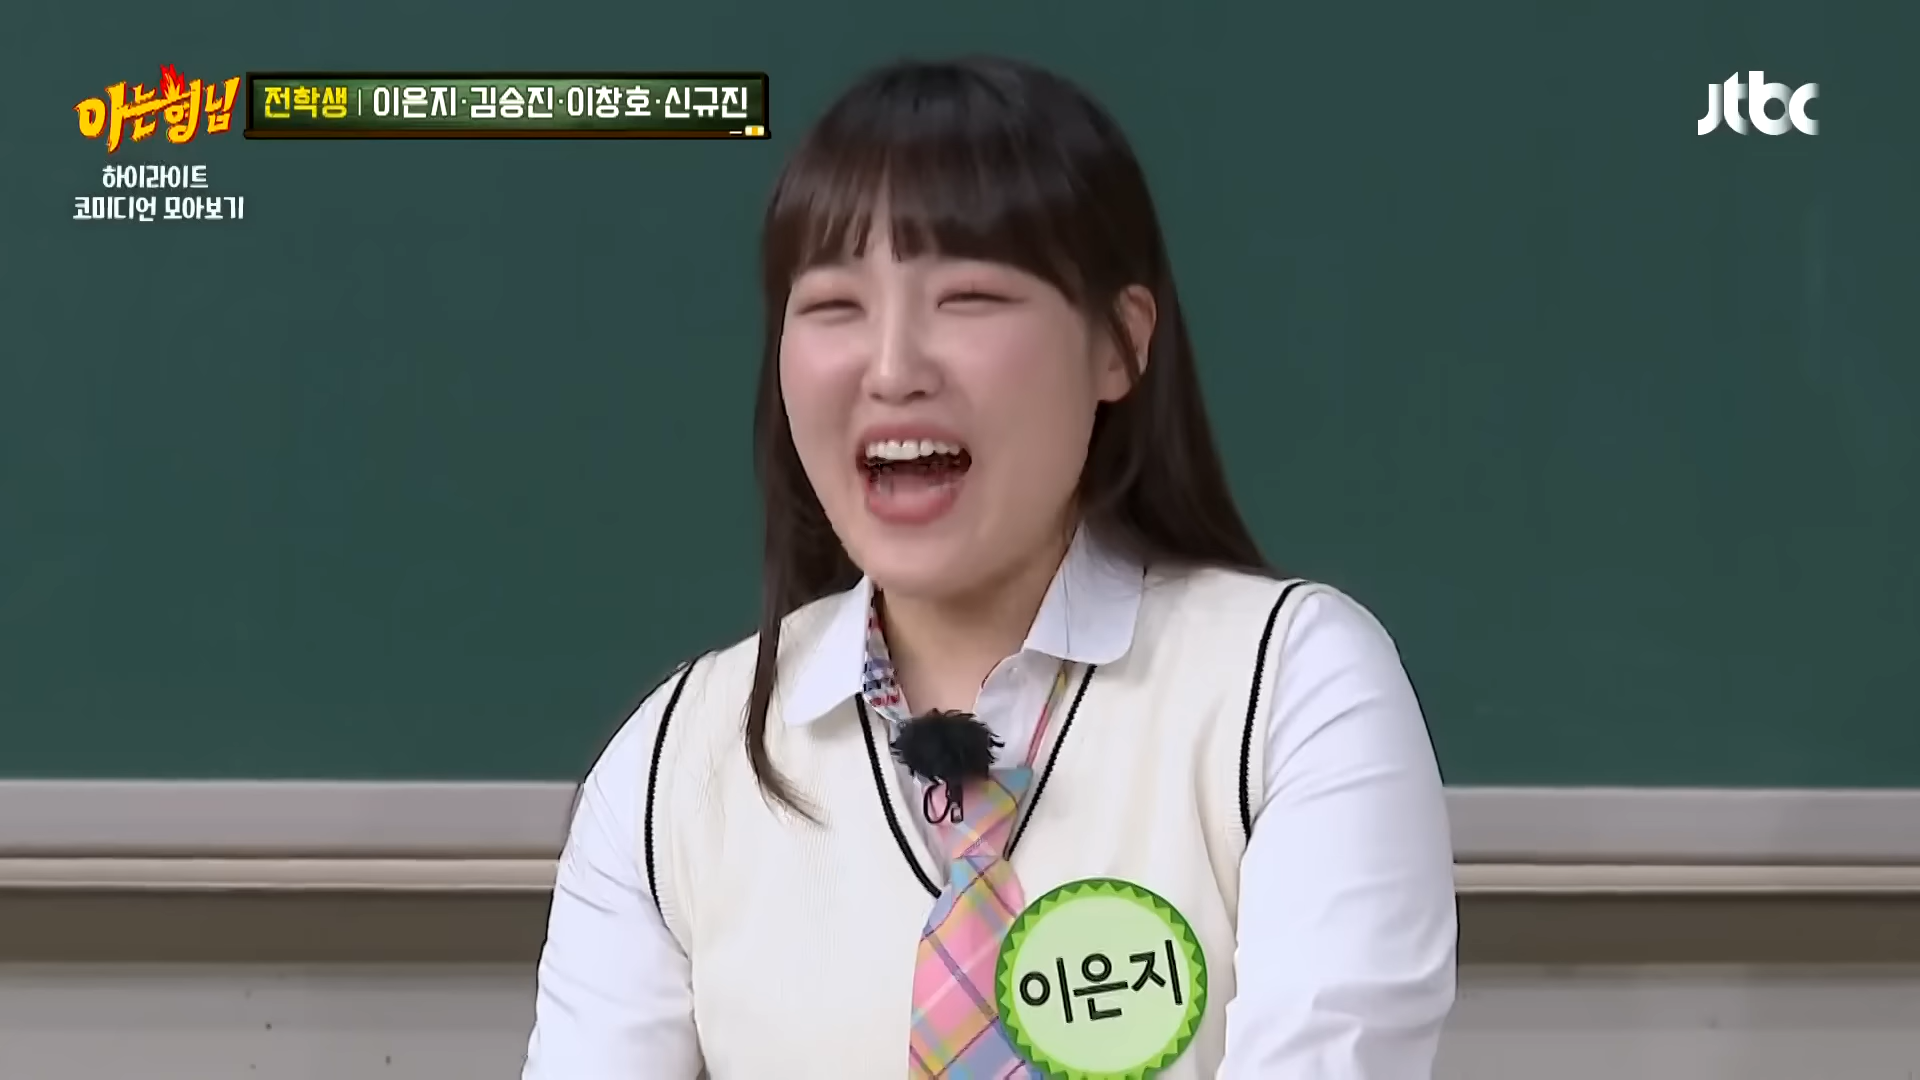 아는형님
전학생 | 이은지·김승진·이창호·신규진
jtbc
하이라이트
코미디언 모아보기
이은지